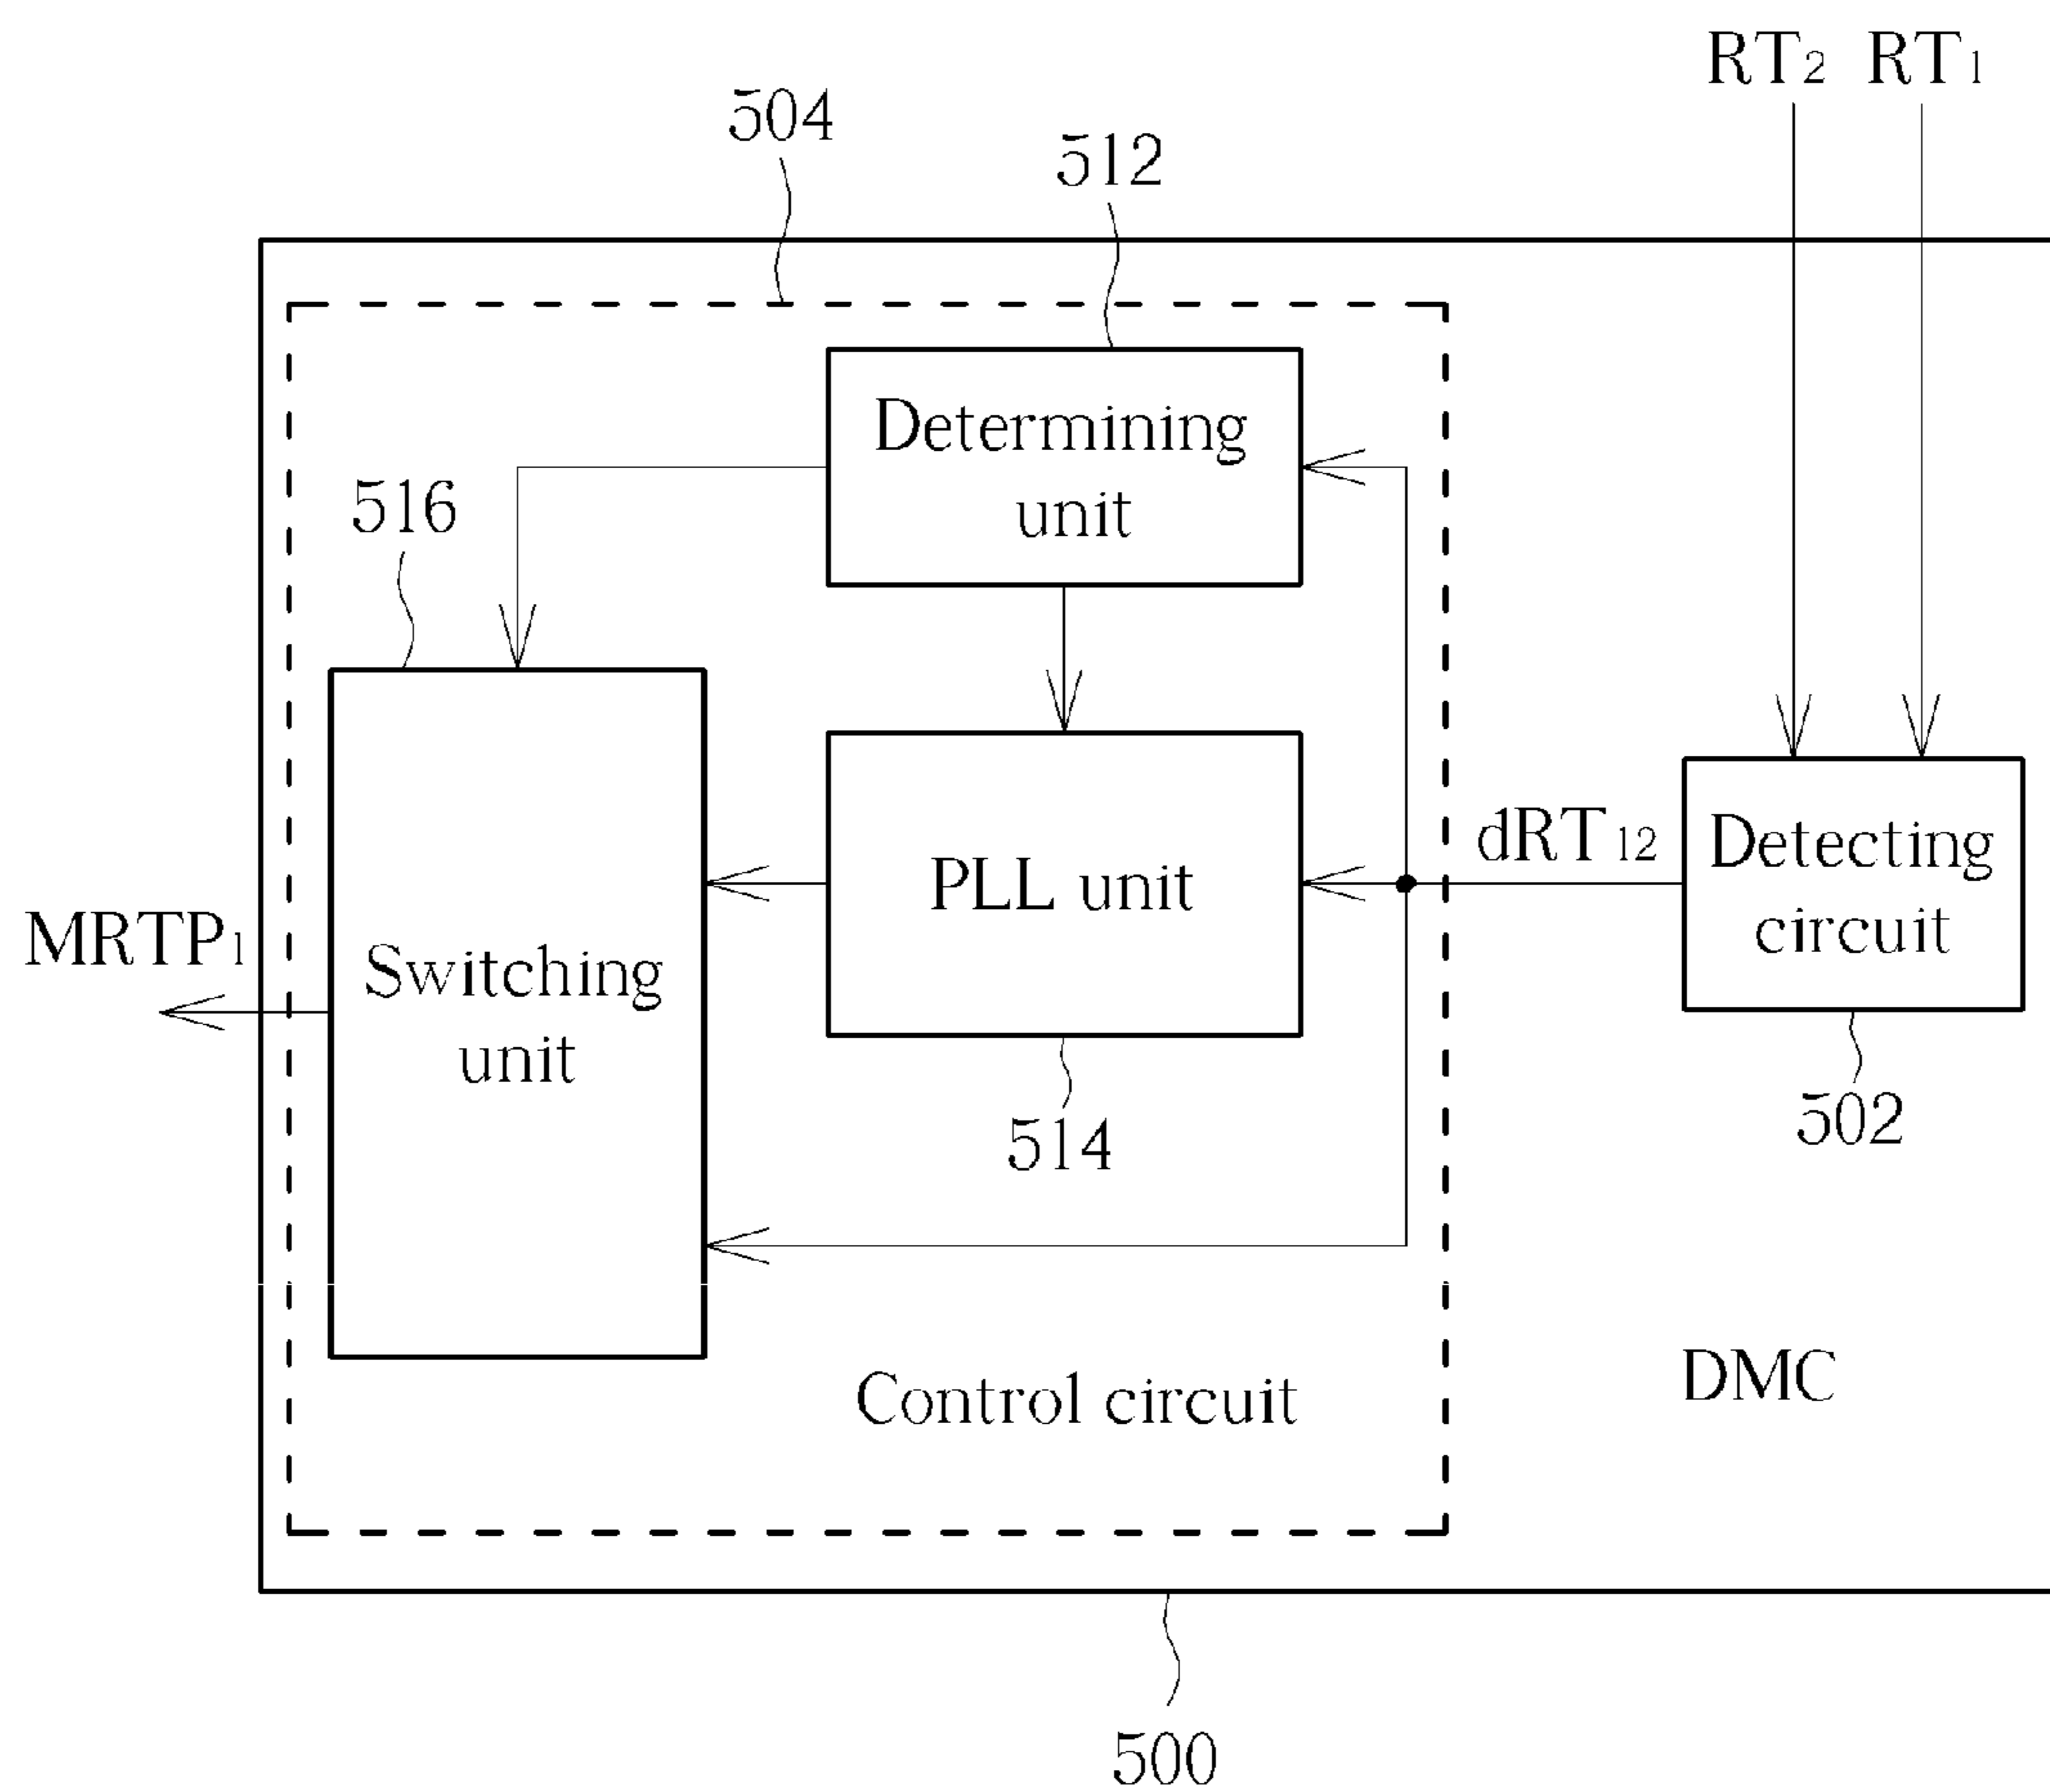 RT2 RT1
504
512
Determining
unit
516
dRT12
Detecting
circuit
PLL unit
MRTP1
Switching
unit
502
514
DMC
Control circuit
500